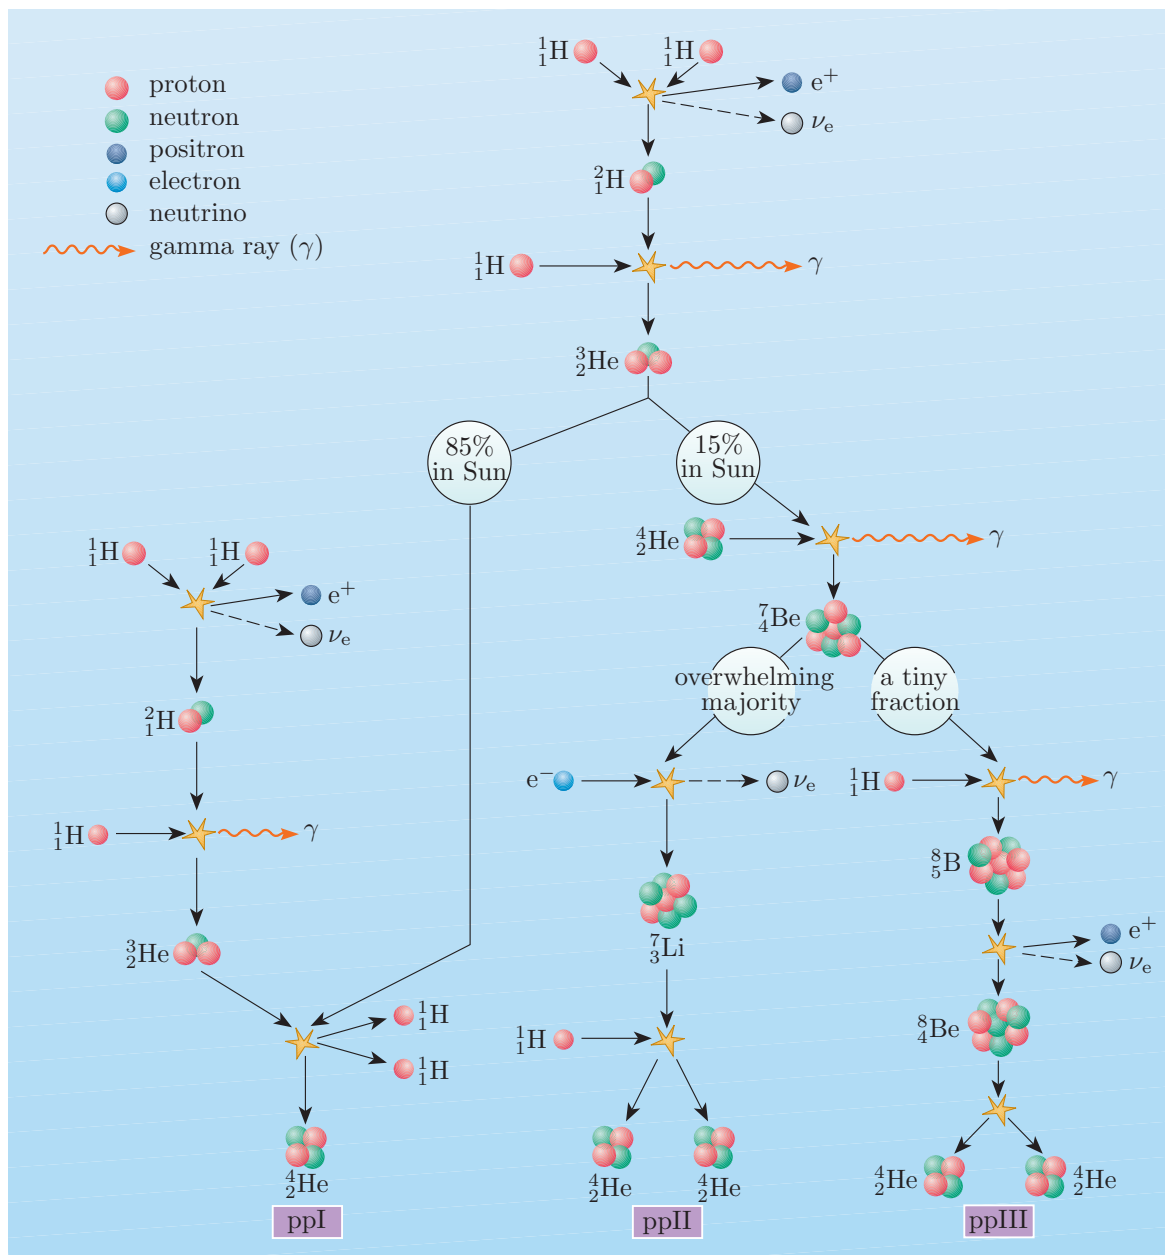 proton
neutron
positron
electron
neutrino
gamma ray (γ)
¹₁H ¹₁H
e⁺
νₑ
²₁H
¹₁H γ
³₂He
85%
in Sun
15%
in Sun
⁴₂He γ
⁷₄Be
overwhelming
majority
a tiny
fraction
e⁻ νₑ
¹₁H γ
⁷₃Li
⁸₅B
e⁺
νₑ
⁸₄Be
¹₁H
⁴₂He ⁴₂He
ppII
⁴₂He ⁴₂He
ppIII
¹₁H ¹₁H
e⁺
νₑ
²₁H
¹₁H γ
³₂He
¹₁H
¹₁H
⁴₂He
ppI